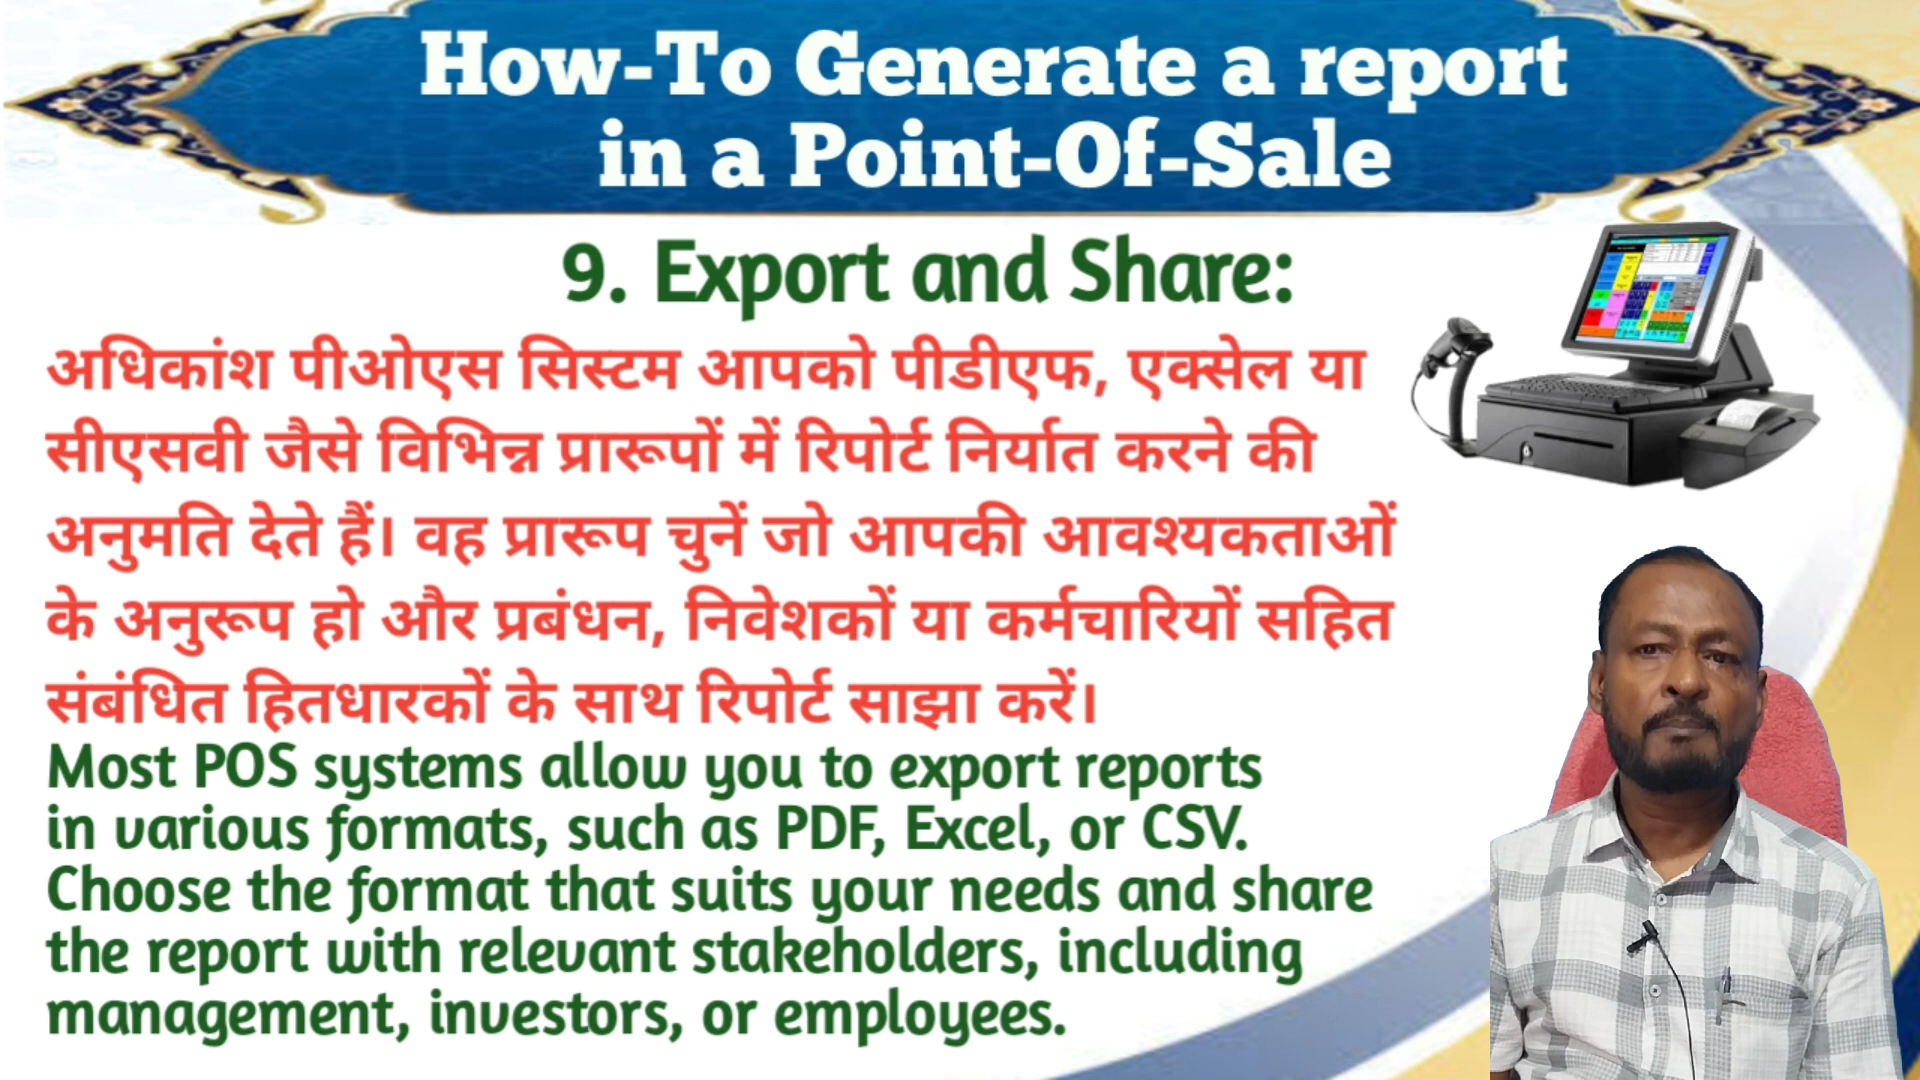 How-To Generate a report
in a Point-Of-Sale
9. Export and Share:
अधिकांश पीओएस सिस्टम आपको पीडीएफ, एक्सेल या
सीएसवी जैसे विभिन्न प्रारूपों में रिपोर्ट निर्यात करने की
अनुमति देते हैं। वह प्रारूप चुनें जो आपकी आवश्यकताओं
के अनुरूप हो और प्रबंधन, निवेशकों या कर्मचारियों सहित
संबंधित हितधारकों के साथ रिपोर्ट साझा करें।
Most POS systems allow you to export reports
in various formats, such as PDF, Excel, or CSV.
Choose the format that suits your needs and share
the report with relevant stakeholders, including
management, investors, or employees.